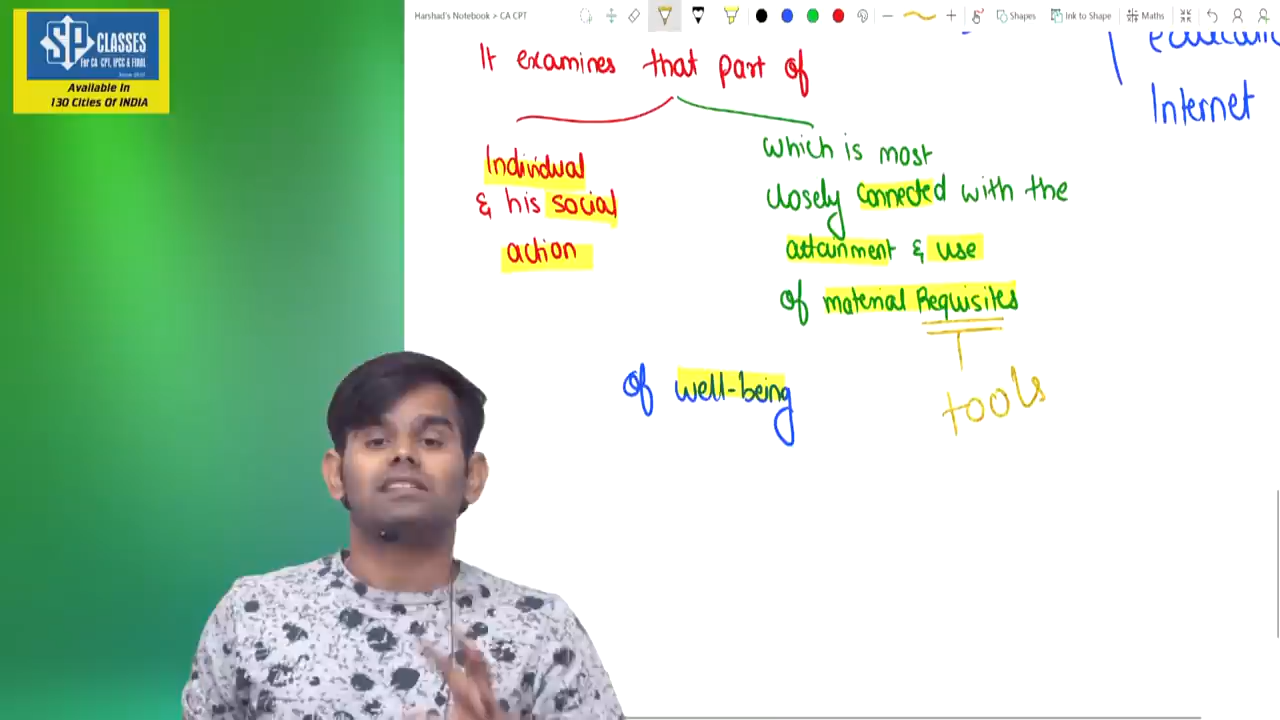 SP CLASSES
For CA- CPT, IPCC & FINAL
Available In
130 Cities Of INDIA
Harshad's Notebook > CA CPT
Shapes
Ink to Shape
Maths
It examines that part of
Individual
& his social
action
which is most
closely connected with the
attainment & use
of material Requisites
tools
of well-being
Internet